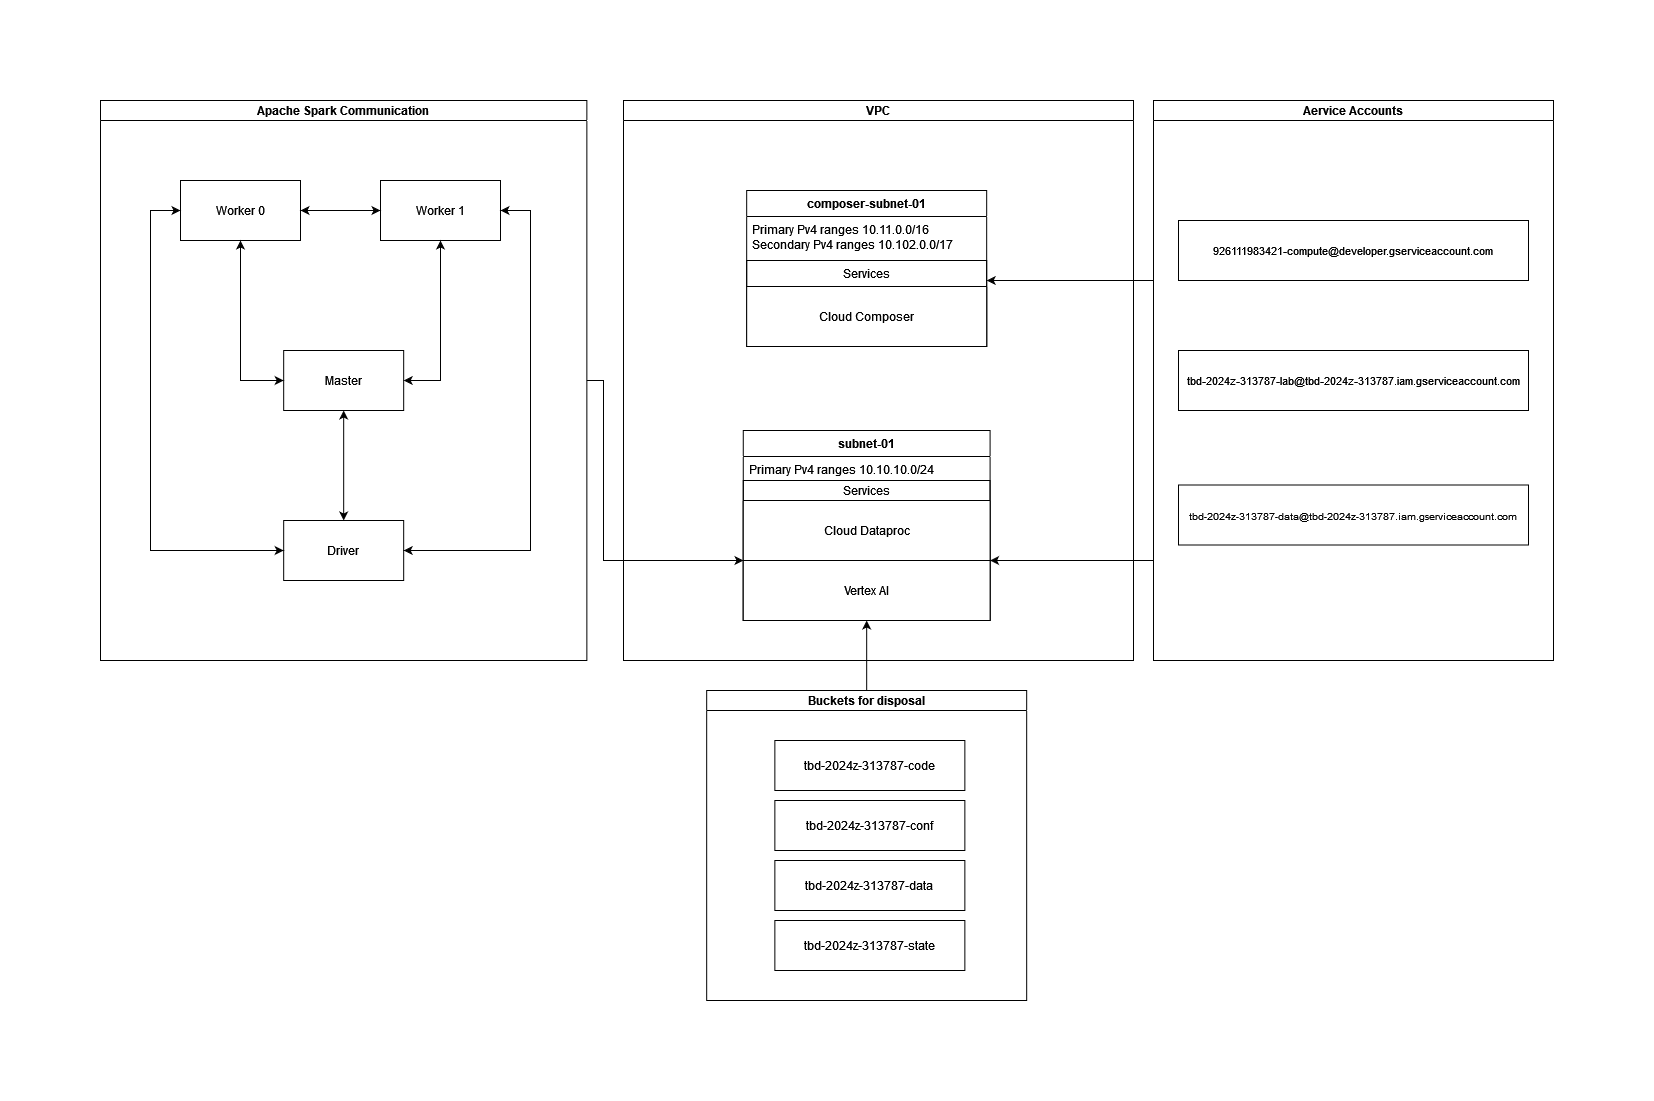 Apache Spark Communication
Worker 0
Worker 1
Master
Driver
VPC
composer-subnet-01
Primary Pv4 ranges 10.11.0.0/16
Secondary Pv4 ranges 10.102.0.0/17
Services
Cloud Composer
subnet-01
Primary Pv4 ranges 10.10.10.0/24
Services
Cloud Dataproc
Vertex AI
Aervice Accounts
926111983421-compute@developer.gserviceaccount.com
tbd-2024z-313787-lab@tbd-2024z-313787.iam.gserviceaccount.com
tbd-2024z-313787-data@tbd-2024z-313787.iam.gserviceaccount.com
Buckets for disposal
tbd-2024z-313787-code
tbd-2024z-313787-conf
tbd-2024z-313787-data
tbd-2024z-313787-state